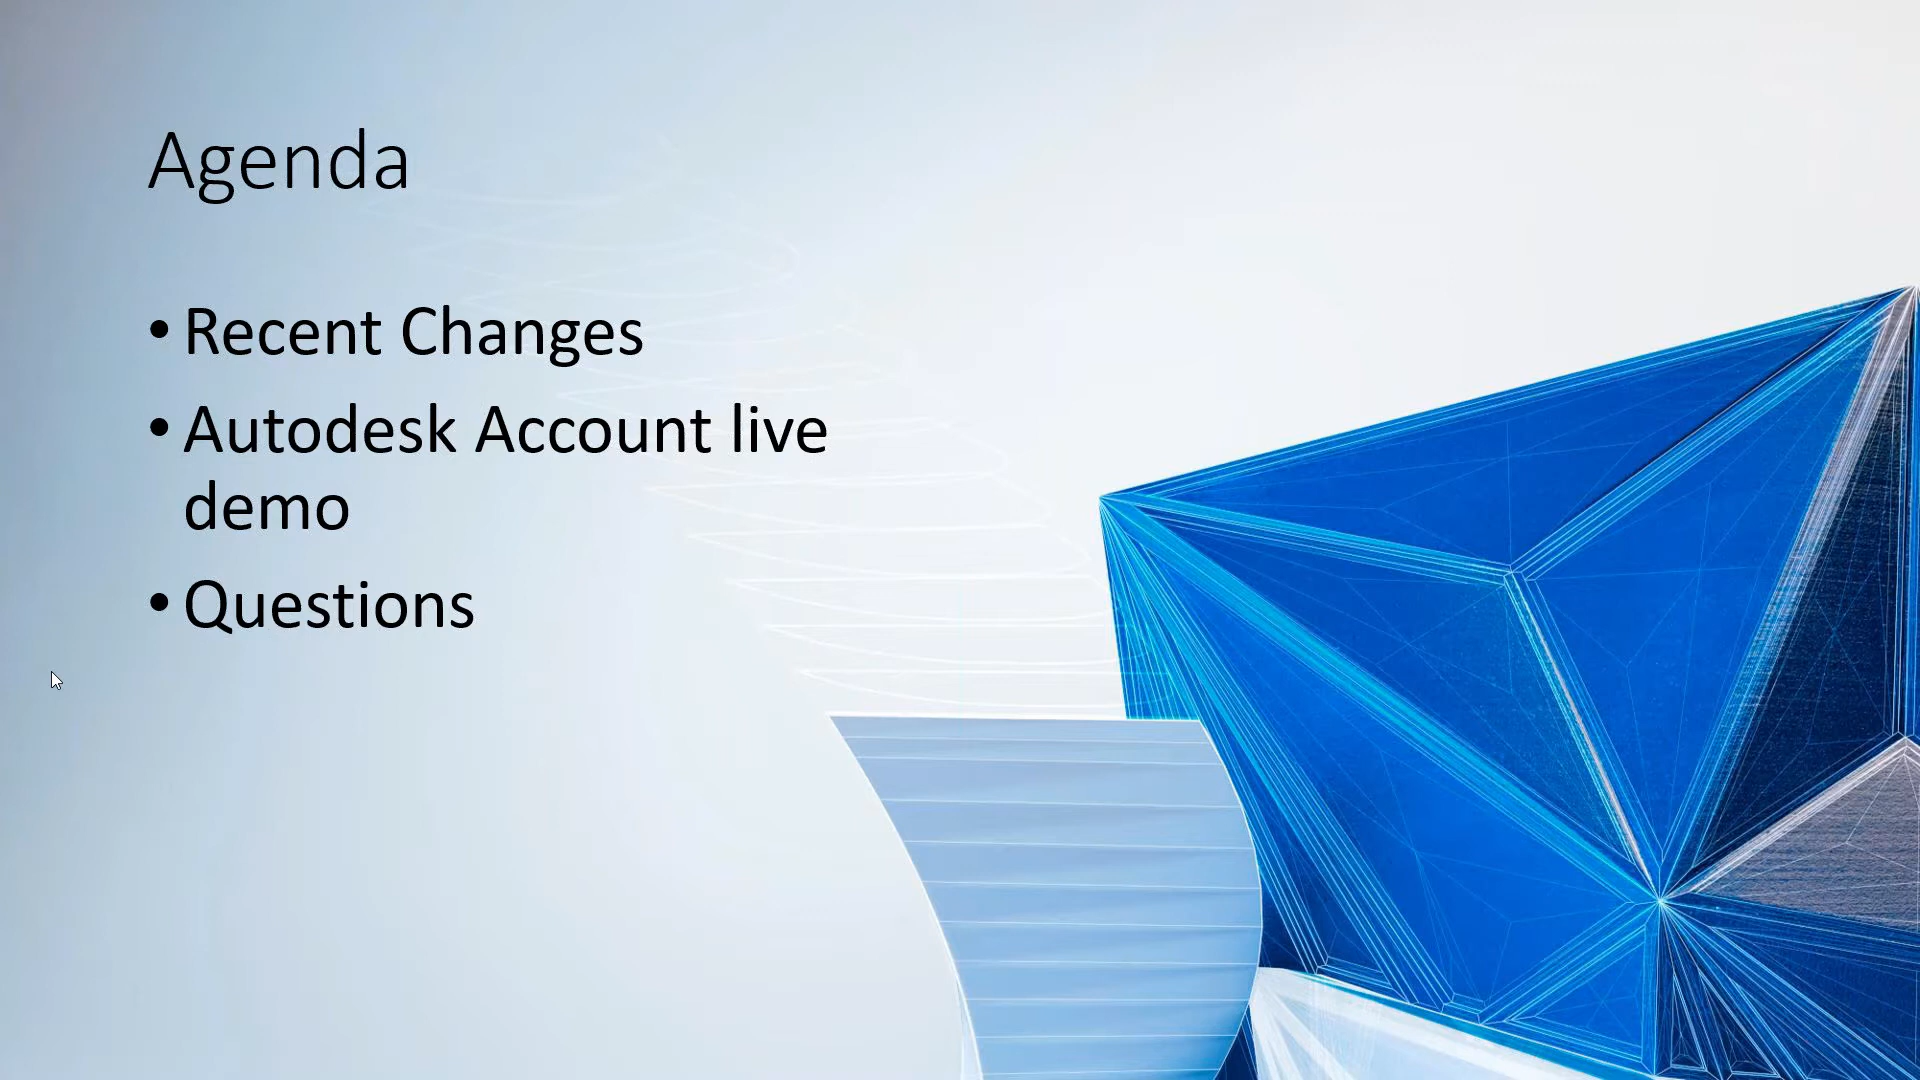 Agenda
• Recent Changes
• Autodesk Account live
demo
• Questions